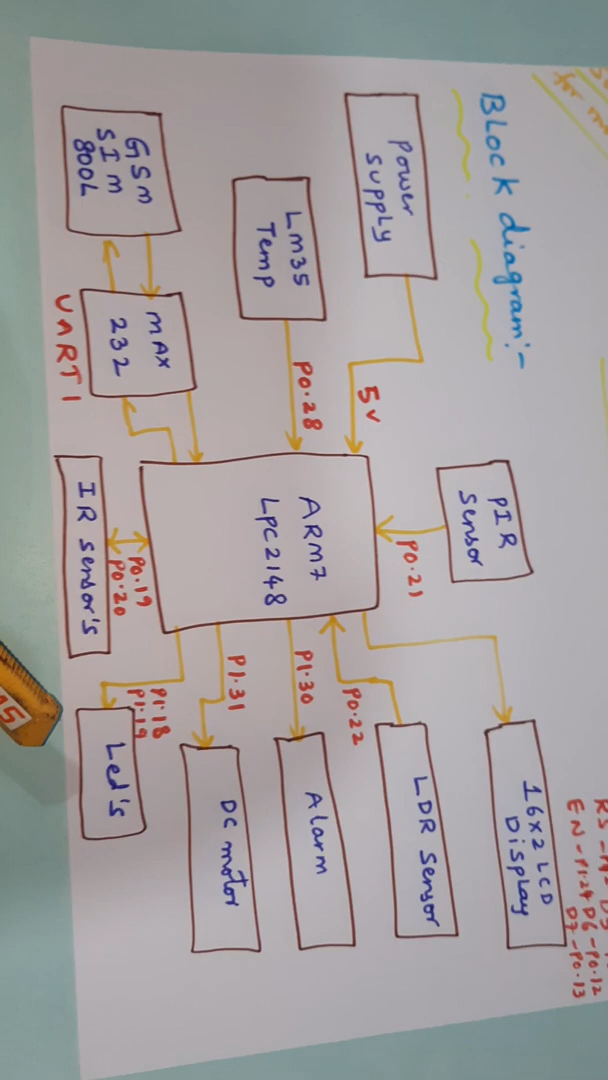 Block diagram:-
Power
supply
5v
PIR
Sensor
P0.21
16x2 LCD
Display
EN-P1.24 D6-P0.12
D7-P0.13
LM35
Temp
P0.28
ARM7
LPC2148
LDR Sensor
P0.22
Alarm
P1.30
DC motor
P1.31
GSM
SIM
800L
MAX
232
UART1
IR sensor's
P0.19
P0.20
P1.18
P1.19
Led's